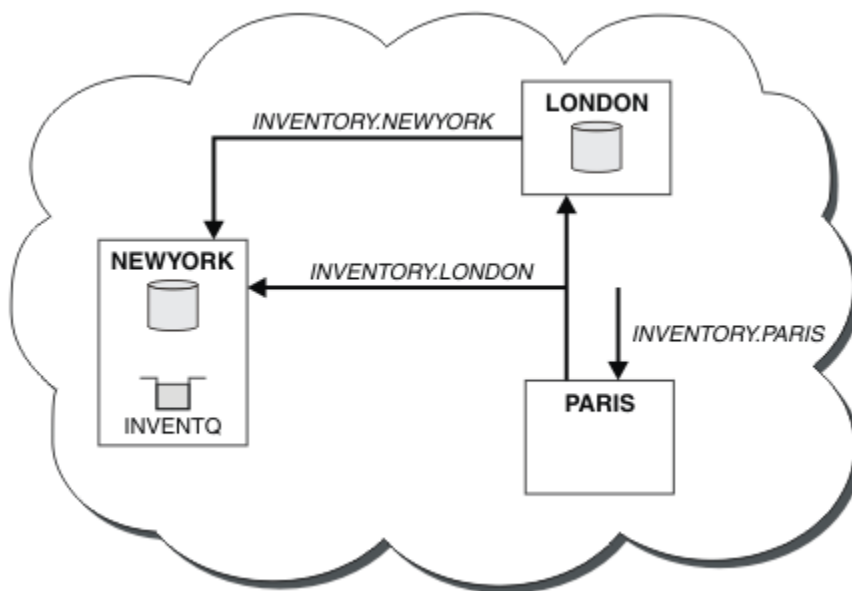 LONDON
INVENTORY.NEWYORK
NEWYORK
INVENTORY.LONDON
INVENTORY.PARIS
PARIS
INVENTQ